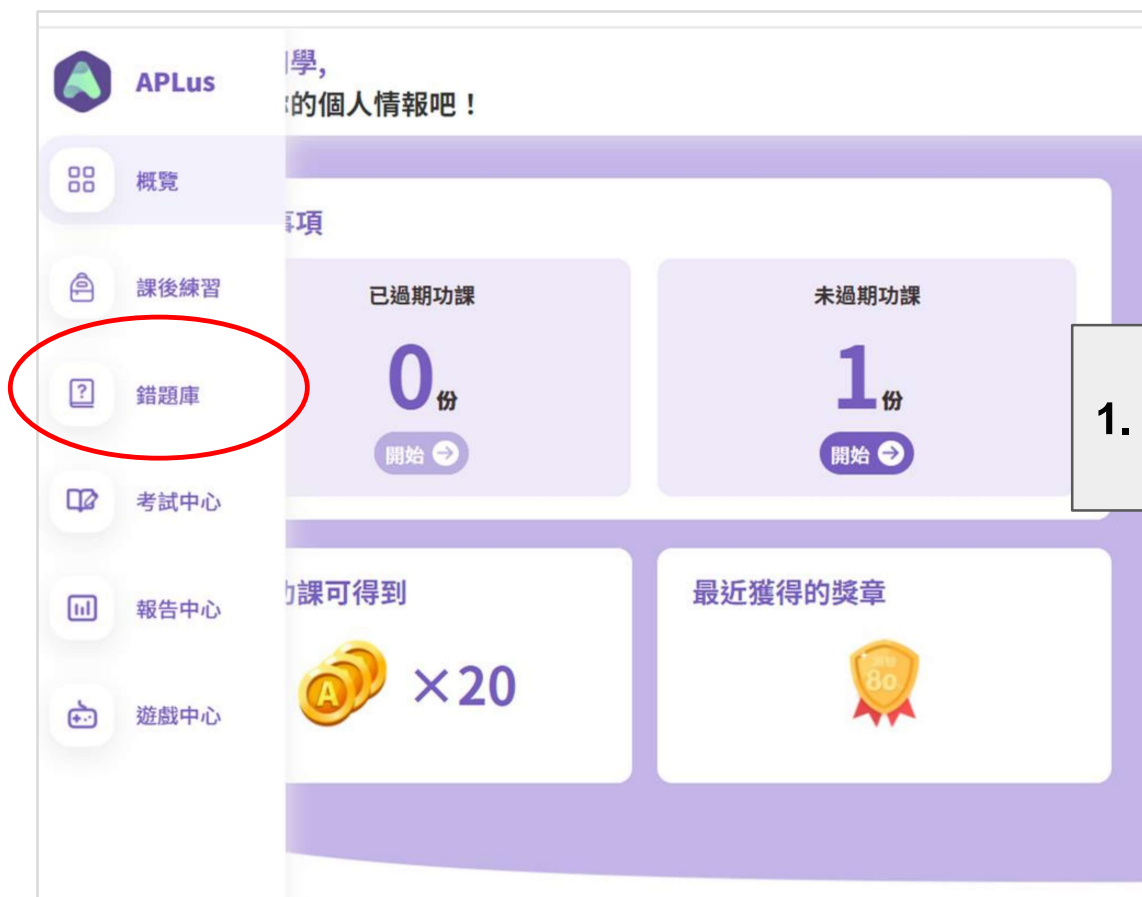 APLus
學,
的個人情報吧！
概覽
事項
課後練習
已過期功課
未過期功課
錯題庫
0份
1份
開始
開始
1.
考試中心
功課可得到
最近獲得的獎章
報告中心
A
×20
80
遊戲中心